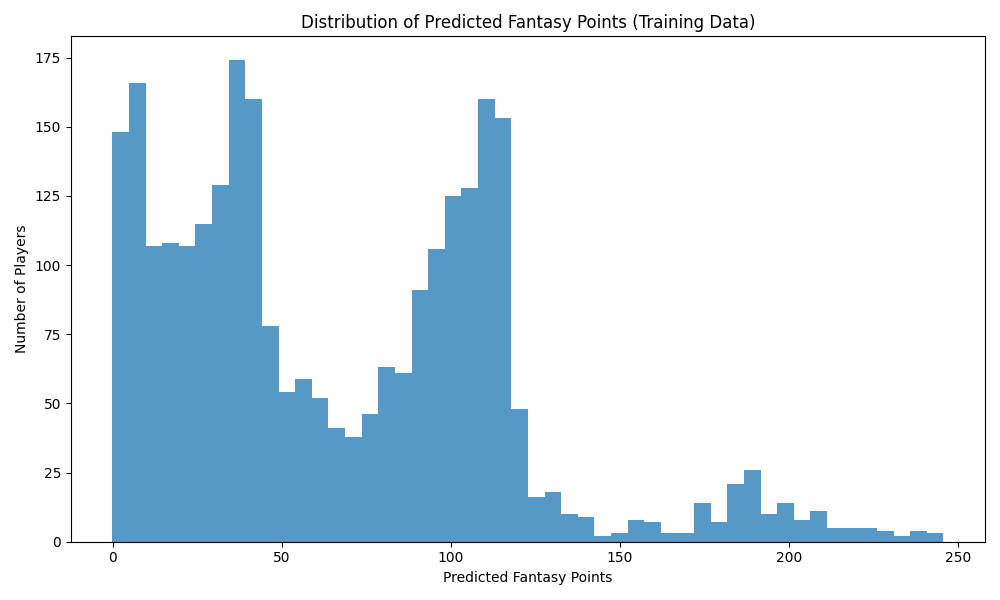 Distribution of Predicted Fantasy Points (Training Data)
Number of Players
175
150
125
100
75
50
25
0
0 50 100 150 200 250
Predicted Fantasy Points